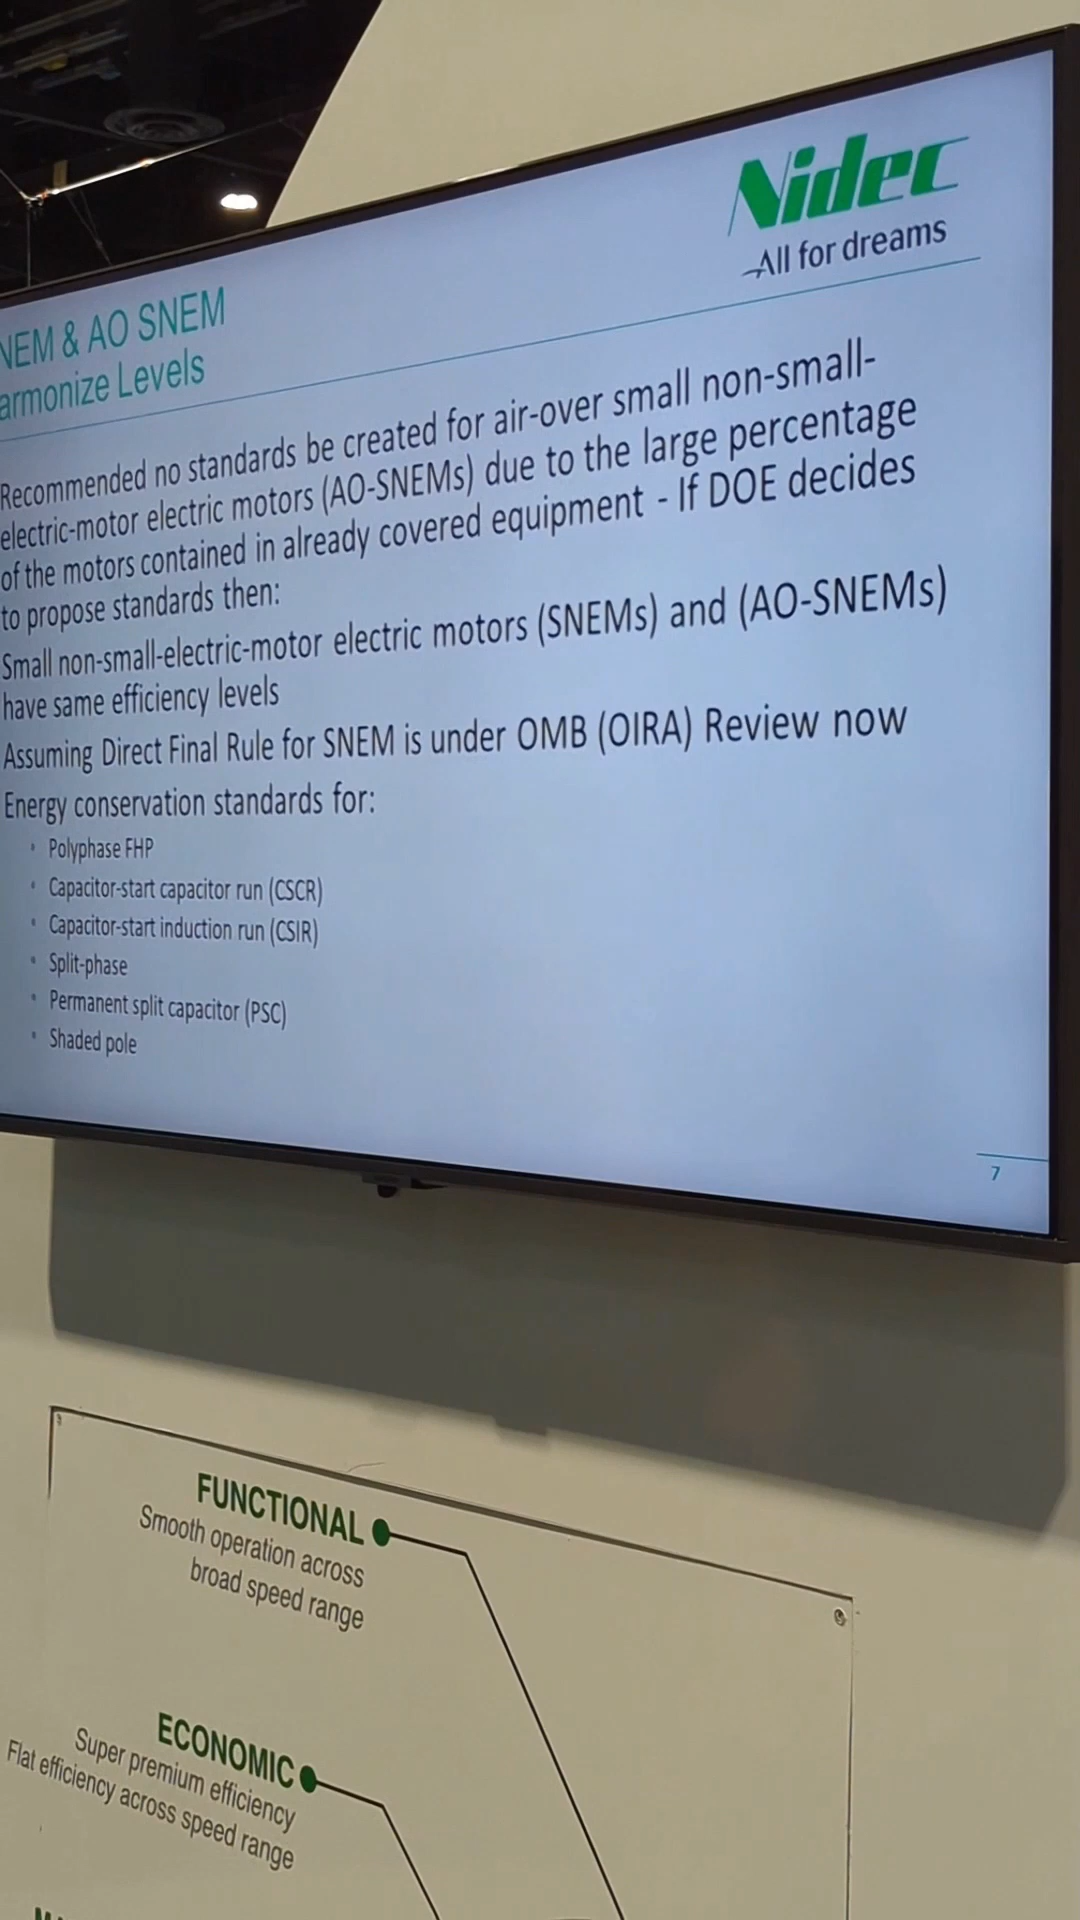 Nidec
All for dreams
NEM & AO SNEM
armonize Levels
Recommended no standards be created for air-over small non-small-
electric-motor electric motors (AO-SNEMs) due to the large percentage
of the motors contained in already covered equipment - If DOE decides
to propose standards then:
Small non-small-electric-motor electric motors (SNEMs) and (AO-SNEMs)
have same efficiency levels
Assuming Direct Final Rule for SNEM is under OMB (OIRA) Review now
Energy conservation standards for:
• Polyphase FHP
• Capacitor-start capacitor run (CSCR)
• Capacitor-start induction run (CSIR)
• Split-phase
• Permanent split capacitor (PSC)
• Shaded pole
7
FUNCTIONAL
Smooth operation across
broad speed range
ECONOMIC
Super premium efficiency
Flat efficiency across speed range